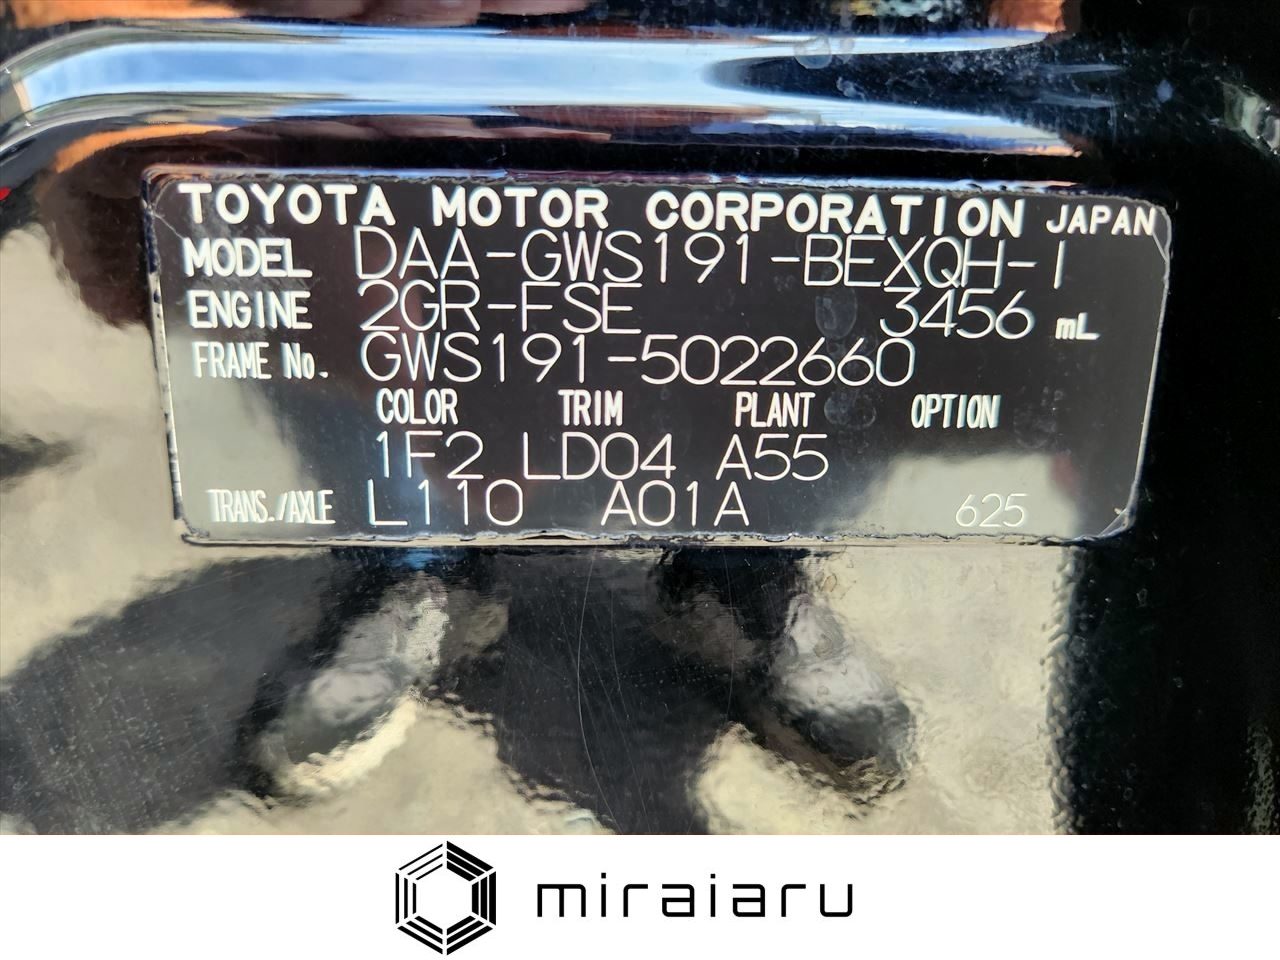 TOYOTA MOTOR CORPORATION JAPAN
MODEL DAA-GWS191-BEXQH-I
ENGINE 2GR-FSE 3456 mL
FRAME No. GWS191-5022660
COLOR TRIM PLANT OPTION
1F2 LD04 A55
TRANS./AXLE L110 A01A 625
miraiaru